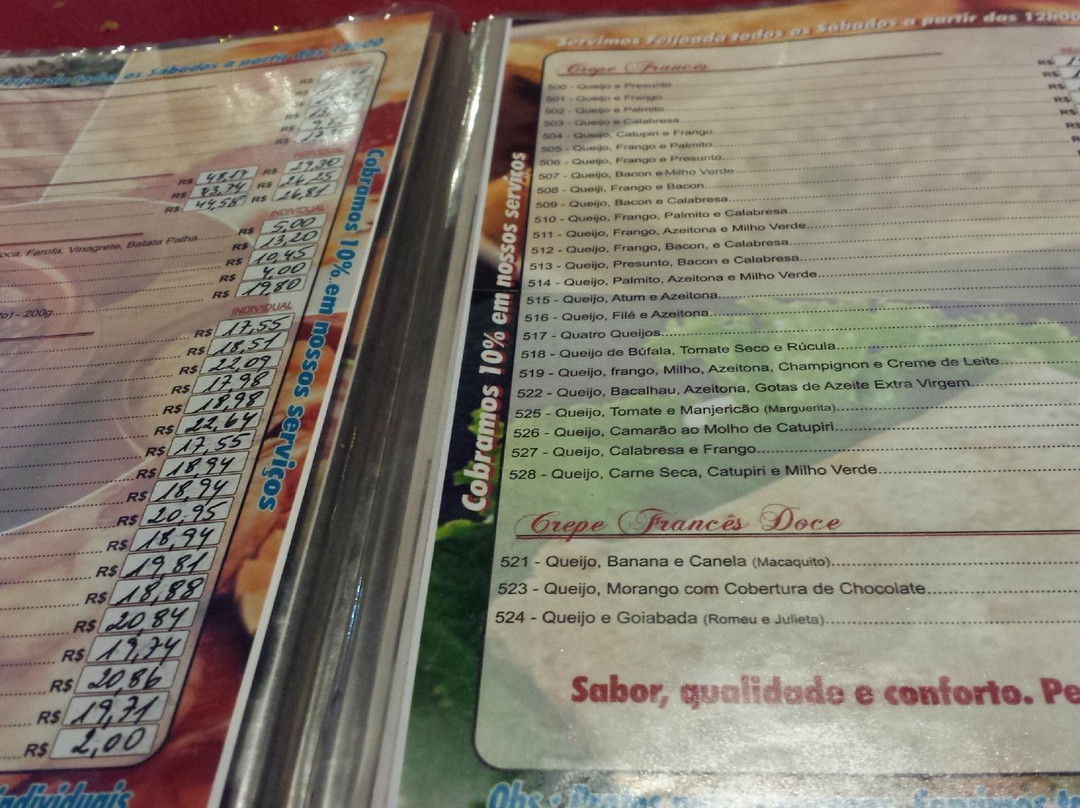 Feijoada todos os Sábados a partir das 12h00
R$
R$
R$
R$
R$
R$ 48,17 R$ 29,30
R$ 43,74 R$ 26,25
R$ 44,58 R$ 26,81
INDIVIDUAL
R$ 5,00
Farofa, Vinagrete, Batata Palha R$ 13,20
R$ 10,45
R$ 4,00
- 200g R$ 19,80
INDIVIDUAL
R$ 17,55
R$ 18,51
R$ 22,09
R$ 17,98
R$ 18,98
R$ 22,64
R$ 17,55
R$ 18,94
R$ 18,94
R$ 20,95
R$ 18,94
R$ 19,81
R$ 18,88
R$ 20,84
R$ 19,74
R$ 20,86
R$ 19,71
R$ 2,00
individuais
Cobramos 10% em nossos serviços
Cobramos 10% em nossos serviços
Servimos Feijoada todos os Sábados a partir das 12h00
Crepe Francês
500 - Queijo e Presunto
501 - Queijo e Frango
502 - Queijo e Palmito
503 - Queijo e Calabresa
504 - Queijo, Catupiri e Frango
505 - Queijo, Frango e Palmito
506 - Queijo, Frango e Presunto
507 - Queijo, Bacon e Milho Verde
508 - Queiji, Frango e Bacon
509 - Queijo, Bacon e Calabresa
510 - Queijo, Frango, Palmito e Calabresa
511 - Queijo, Frango, Azeitona e Milho Verde
512 - Queijo, Frango, Bacon, e Calabresa
513 - Queijo, Presunto, Bacon e Calabresa
514 - Queijo, Palmito, Azeitona e Milho Verde
515 - Queijo, Atum e Azeitona
516 - Queijo, Filé e Azeitona
517 - Quatro Queijos
518 - Queijo de Búfala, Tomate Seco e Rúcula
519 - Queijo, frango, Milho, Azeitona, Champignon e Creme de Leite
522 - Queijo, Bacalhau, Azeitona, Gotas de Azeite Extra Virgem
525 - Queijo, Tomate e Manjericão (Marguerita)
526 - Queijo, Camarão ao Molho de Catupiri
527 - Queijo, Calabresa e Frango
528 - Queijo, Carne Seca, Catupiri e Milho Verde
Crepe Francês Doce
521 - Queijo, Banana e Canela (Macaquito)
523 - Queijo, Morango com Cobertura de Chocolate
524 - Queijo e Goiabada (Romeu e Julieta)
Sabor, qualidade e conforto.
Obs.: